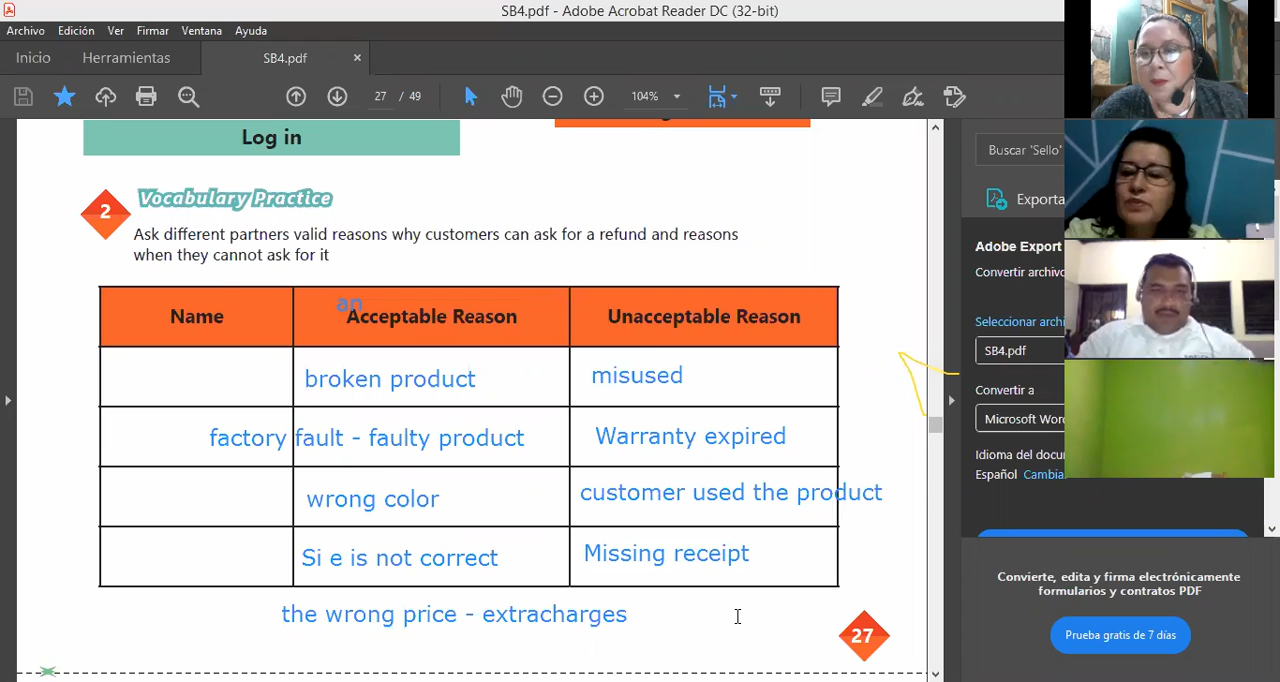 SB4.pdf - Adobe Acrobat Reader DC (32-bit)
Archivo Edición Ver Firmar Ventana Ayuda
Inicio Herramientas SB4.pdf ×
27 / 49 104%
Log in
2 Vocabulary Practice
Ask different partners valid reasons why customers can ask for a refund and reasons
when they cannot ask for it
an
Name Acceptable Reason Unacceptable Reason
broken product misused
factory fault - faulty product Warranty expired
wrong color customer used the product
Si e is not correct Missing receipt
the wrong price - extracharges
27
Buscar 'Sello'
Exporta
Adobe Export
Convertir archivo
Seleccionar archi
SB4.pdf
Convertir a
Microsoft Word
Idioma del docu
Español Cambia
Convierte, edita y firma electrónicamente
formularios y contratos PDF
Prueba gratis de 7 días